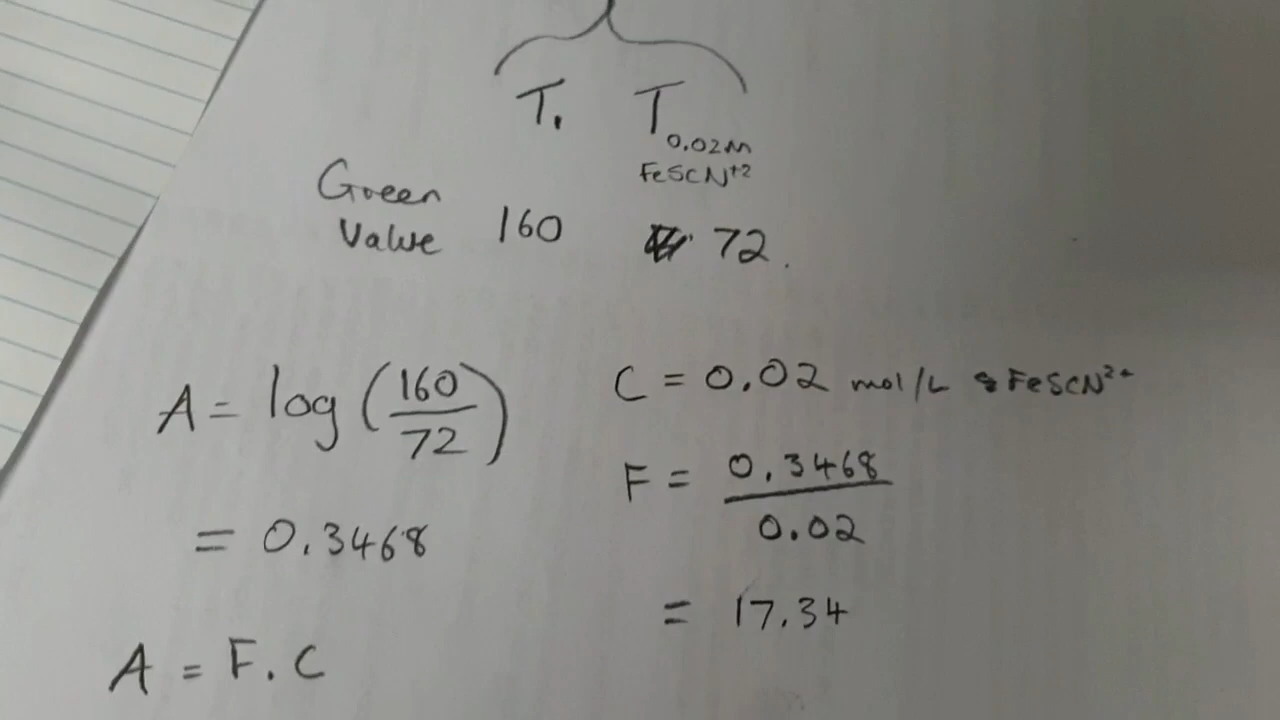 T₁ T0.02M
FeSCN⁺²
Green
Value 160 72.
A = log(160/72)
= 0.3468
A = F.C
C = 0.02 mol/L FeSCN²⁺
F = 0.3468/0.02
= 17.34